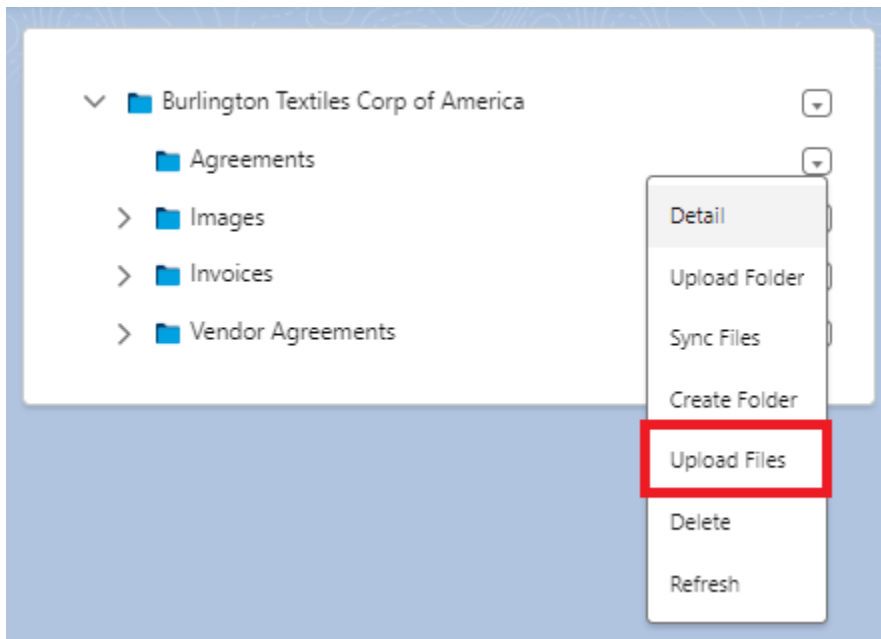 Burlington Textiles Corp of America
Agreements
Images
Invoices
Vendor Agreements
Detail
Upload Folder
Sync Files
Create Folder
Upload Files
Delete
Refresh